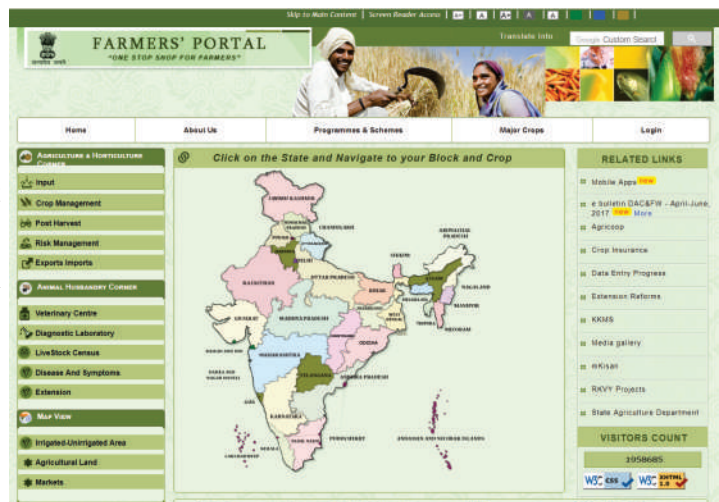 Skip to Main Content | Screen Reader Access | A+ | A | A+ | A | A
FARMERS' PORTAL
"ONE STOP SHOP FOR FARMERS"
Translate Info
Google Custom Search
Home
About Us
Programmes & Schemes
Major Crops
Login
AGRICULTURE & HORTICULTURE
CORNER
Input
Crop Management
Post Harvest
Risk Management
Exports Imports
ANIMAL HUSBANDRY CORNER
Veterinary Centre
Diagnostic Laboratory
LiveStock Census
Disease And Symptoms
Extension
MAP VIEW
Irrigated-Unirrigated Area
Agricultural Land
Markets
Click on the State and Navigate to your Block and Crop
JAMMU KASHMIR
HIMACHAL
PRADESH
CHANDIGARH
PUNJAB
DELHI
ARUNACHAL
PRADESH
SIKKIM
RAJASTHAN
UTTAR PRADESH
BIHAR
NAGALAND
MANIPUR
MIZORAM
TRIPURA
GUJARAT
MADHYA PRADESH
WEST
BENGAL
ODISHA
MAHARASHTRA
TELANGANA
ANDHRA PRADESH
GOA
KARNATAKA
TAMIL NADU
PUDUCHERRY
KERALA
LAKSHADWEEP
ANDAMAN AND NICOBAR ISLANDS
RELATED LINKS
Mobile Apps NEW
e bulletin DAC&FW - April-June,
2017 NEW More
Agricoop
Crop Insurance
Data Entry Progress
Extension Reforms
KKMS
Media gallery
mKisan
RKVY Projects
State Agriculture Department
VISITORS COUNT
2958685
W3C CSS
W3C XHTML 1.0